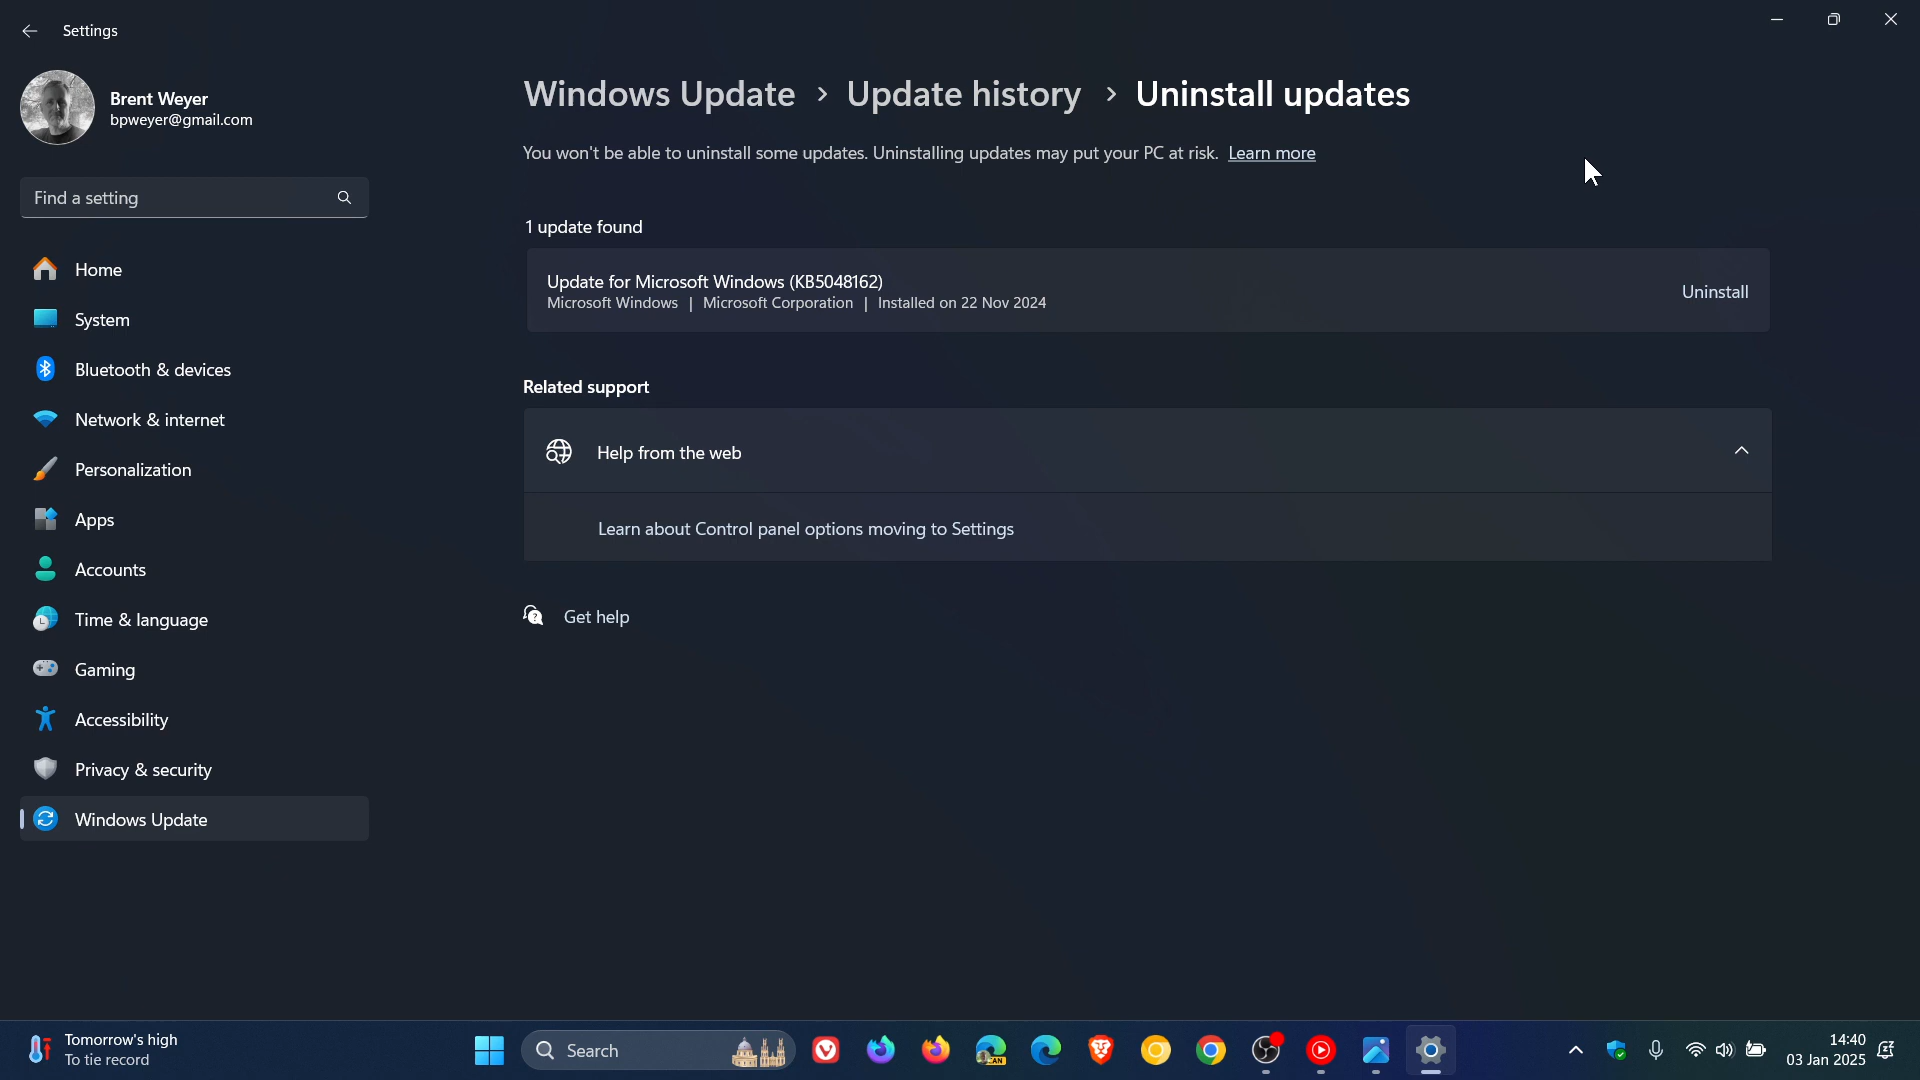 Settings
Brent Weyer
bpweyer@gmail.com
Find a setting
Home
System
Bluetooth & devices
Network & internet
Personalization
Apps
Accounts
Time & language
Gaming
Accessibility
Privacy & security
Windows Update
Windows Update > Update history > Uninstall updates
You won't be able to uninstall some updates. Uninstalling updates may put your PC at risk. Learn more
1 update found
Update for Microsoft Windows (KB5048162)
Microsoft Windows | Microsoft Corporation | Installed on 22 Nov 2024
Uninstall
Related support
Help from the web
Learn about Control panel options moving to Settings
Get help
Tomorrow's high
To tie record
Search
CAN
14:40
03 Jan 2025